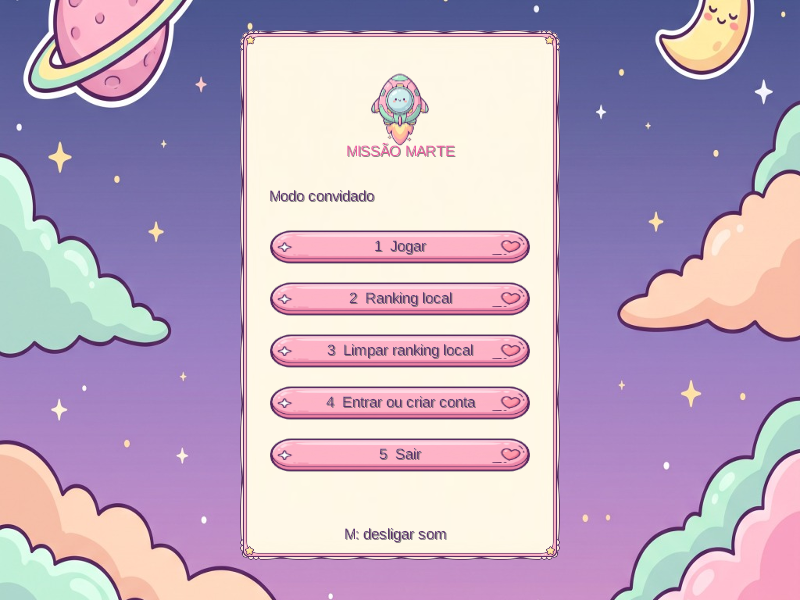 MISSÃO MARTE
Modo convidado
1 Jogar
2 Ranking local
3 Limpar ranking local
4 Entrar ou criar conta
5 Sair
M: desligar som